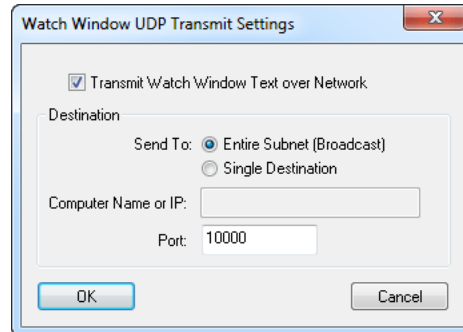 Watch Window UDP Transmit Settings
Transmit Watch Window Text over Network
Destination
Send To: Entire Subnet (Broadcast)
Single Destination
Computer Name or IP:
Port: 10000
OK Cancel